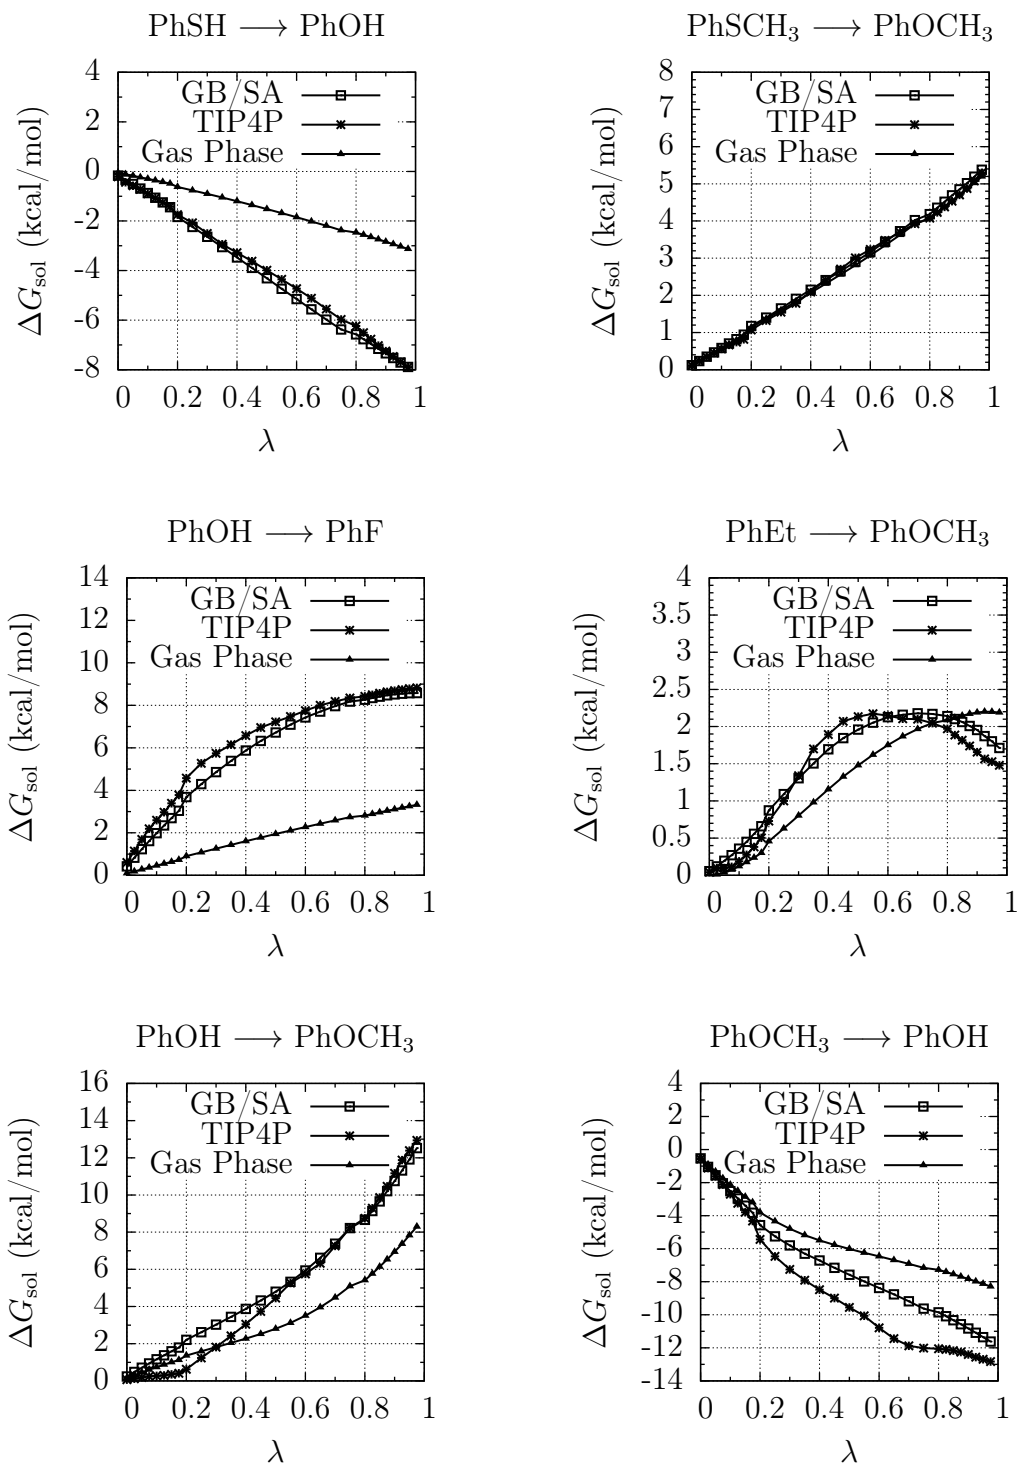 PhSH ⟶ PhOH
ΔG_sol (kcal/mol)
4
2
0
-2
-4
-6
-8
GB/SA
TIP4P
Gas Phase
0 0.2 0.4 0.6 0.8 1
λ
PhSCH₃ ⟶ PhOCH₃
ΔG_sol (kcal/mol)
8
7
6
5
4
3
2
1
0
GB/SA
TIP4P
Gas Phase
0 0.2 0.4 0.6 0.8 1
λ
PhOH ⟶ PhF
ΔG_sol (kcal/mol)
14
12
10
8
6
4
2
0
GB/SA
TIP4P
Gas Phase
0 0.2 0.4 0.6 0.8 1
λ
PhEt ⟶ PhOCH₃
ΔG_sol (kcal/mol)
4
3.5
3
2.5
2
1.5
1
0.5
0
GB/SA
TIP4P
Gas Phase
0 0.2 0.4 0.6 0.8 1
λ
PhOH ⟶ PhOCH₃
ΔG_sol (kcal/mol)
16
14
12
10
8
6
4
2
0
GB/SA
TIP4P
Gas Phase
0 0.2 0.4 0.6 0.8 1
λ
PhOCH₃ ⟶ PhOH
ΔG_sol (kcal/mol)
4
2
0
-2
-4
-6
-8
-10
-12
-14
GB/SA
TIP4P
Gas Phase
0 0.2 0.4 0.6 0.8 1
λ